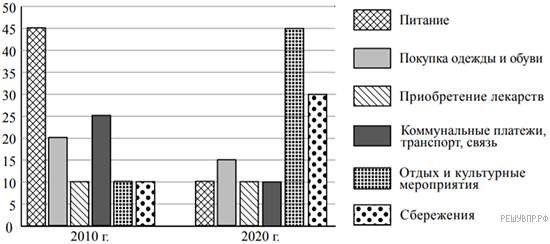 50
45
40
35
30
25
20
15
10
5
0
2010 г.
2020 г.
Питание
Покупка одежды и обуви
Приобретение лекарств
Коммунальные платежи,
транспорт, связь
Отдых и культурные
мероприятия
Сбережения
РЕШУВПР.РФ